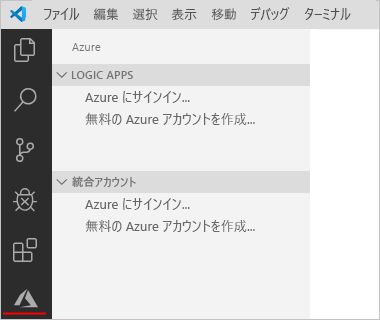 ファイル 編集 選択 表示 移動 デバッグ ターミナル
Azure
LOGIC APPS
Azure にサインイン...
無料の Azure アカウントを作成...
統合アカウント
Azure にサインイン...
無料の Azure アカウントを作成...